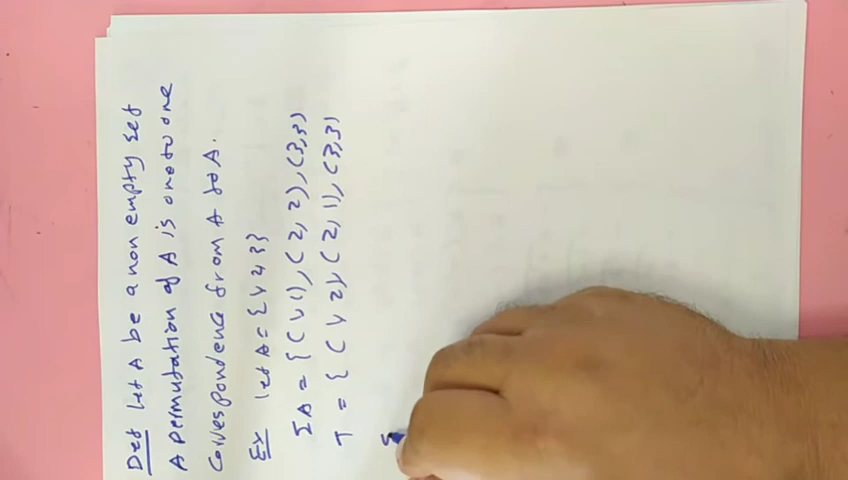 Def let A be a non empty set
A permutation of A is one to one
Correspondence from A to A.
Ex let A = {1, 2, 3}
IA = { (1, 1), (2, 2), (3, 3)
T = { (1, 2), (2, 1), (3, 3)
S